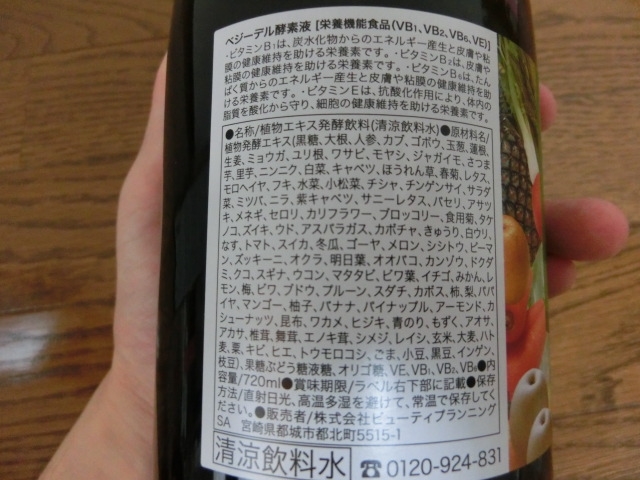 ベジーデル酵素液 [栄養機能食品(VB1、VB2、VB6、VE)]
・ビタミンB1は、炭水化物からのエネルギー産生と皮膚や粘
膜の健康維持を助ける栄養素です。・ビタミンB2は、皮膚や
粘膜の健康維持を助ける栄養素です。・ビタミンB6は、たん
ぱく質からのエネルギー産生と皮膚や粘膜の健康維持を助
ける栄養素です。・ビタミンEは、抗酸化作用により、体内の
脂質を酸化から守り、細胞の健康維持を助ける栄養素です。
●名称/植物エキス発酵飲料(清涼飲料水)●原材料名/
植物発酵エキス(黒糖、大根、人参、カブ、ゴボウ、玉葱、蓮根、
生姜、ミョウガ、ユリ根、ワサビ、モヤシ、ジャガイモ、さつま
芋、里芋、ニンニク、白菜、キャベツ、ほうれん草、春菊、レタス、
モロヘイヤ、フキ、水菜、小松菜、チシャ、チンゲンサイ、サラダ
菜、ミツバ、ニラ、紫キャベツ、サニーレタス、パセリ、アサツ
キ、メネギ、セロリ、カリフラワー、ブロッコリー、食用菊、タケ
ノコ、ズイキ、ウド、アスパラガス、カボチャ、きゅうり、白ウリ、
なす、トマト、スイカ、冬瓜、ゴーヤ、メロン、シシトウ、ピーマ
ン、ズッキーニ、オクラ、明日葉、オオバコ、カンゾウ、ドクダ
ミ、クコ、スギナ、ウコン、マタタビ、ビワ葉、イチゴ、みかん、レ
モン、梅、ビワ、ブドウ、プルーン、スダチ、カボス、柿、梨、パパ
イヤ、マンゴー、柚子、バナナ、パイナップル、アーモンド、カ
シューナッツ、昆布、ワカメ、ヒジキ、青のり、もずく、アオサ、
アカサ、椎茸、舞茸、エノキ茸、シメジ、レイシ、玄米、大麦、ハト
麦、粟、キビ、ヒエ、トウモロコシ、ごま、小豆、黒豆、インゲン、
枝豆)、果糖ぶどう糖液糖、オリゴ糖、VE、VB1、VB2、VB6●内
容量/720ml●賞味期限/ラベル右下部に記載●保存
方法/直射日光、高温多湿を避けて、常温で保存してく
ださい。●販売者/株式会社ビューティプランニング
SA 宮崎県都城市都北町5515-1
清涼飲料水 ☎0120-924-831